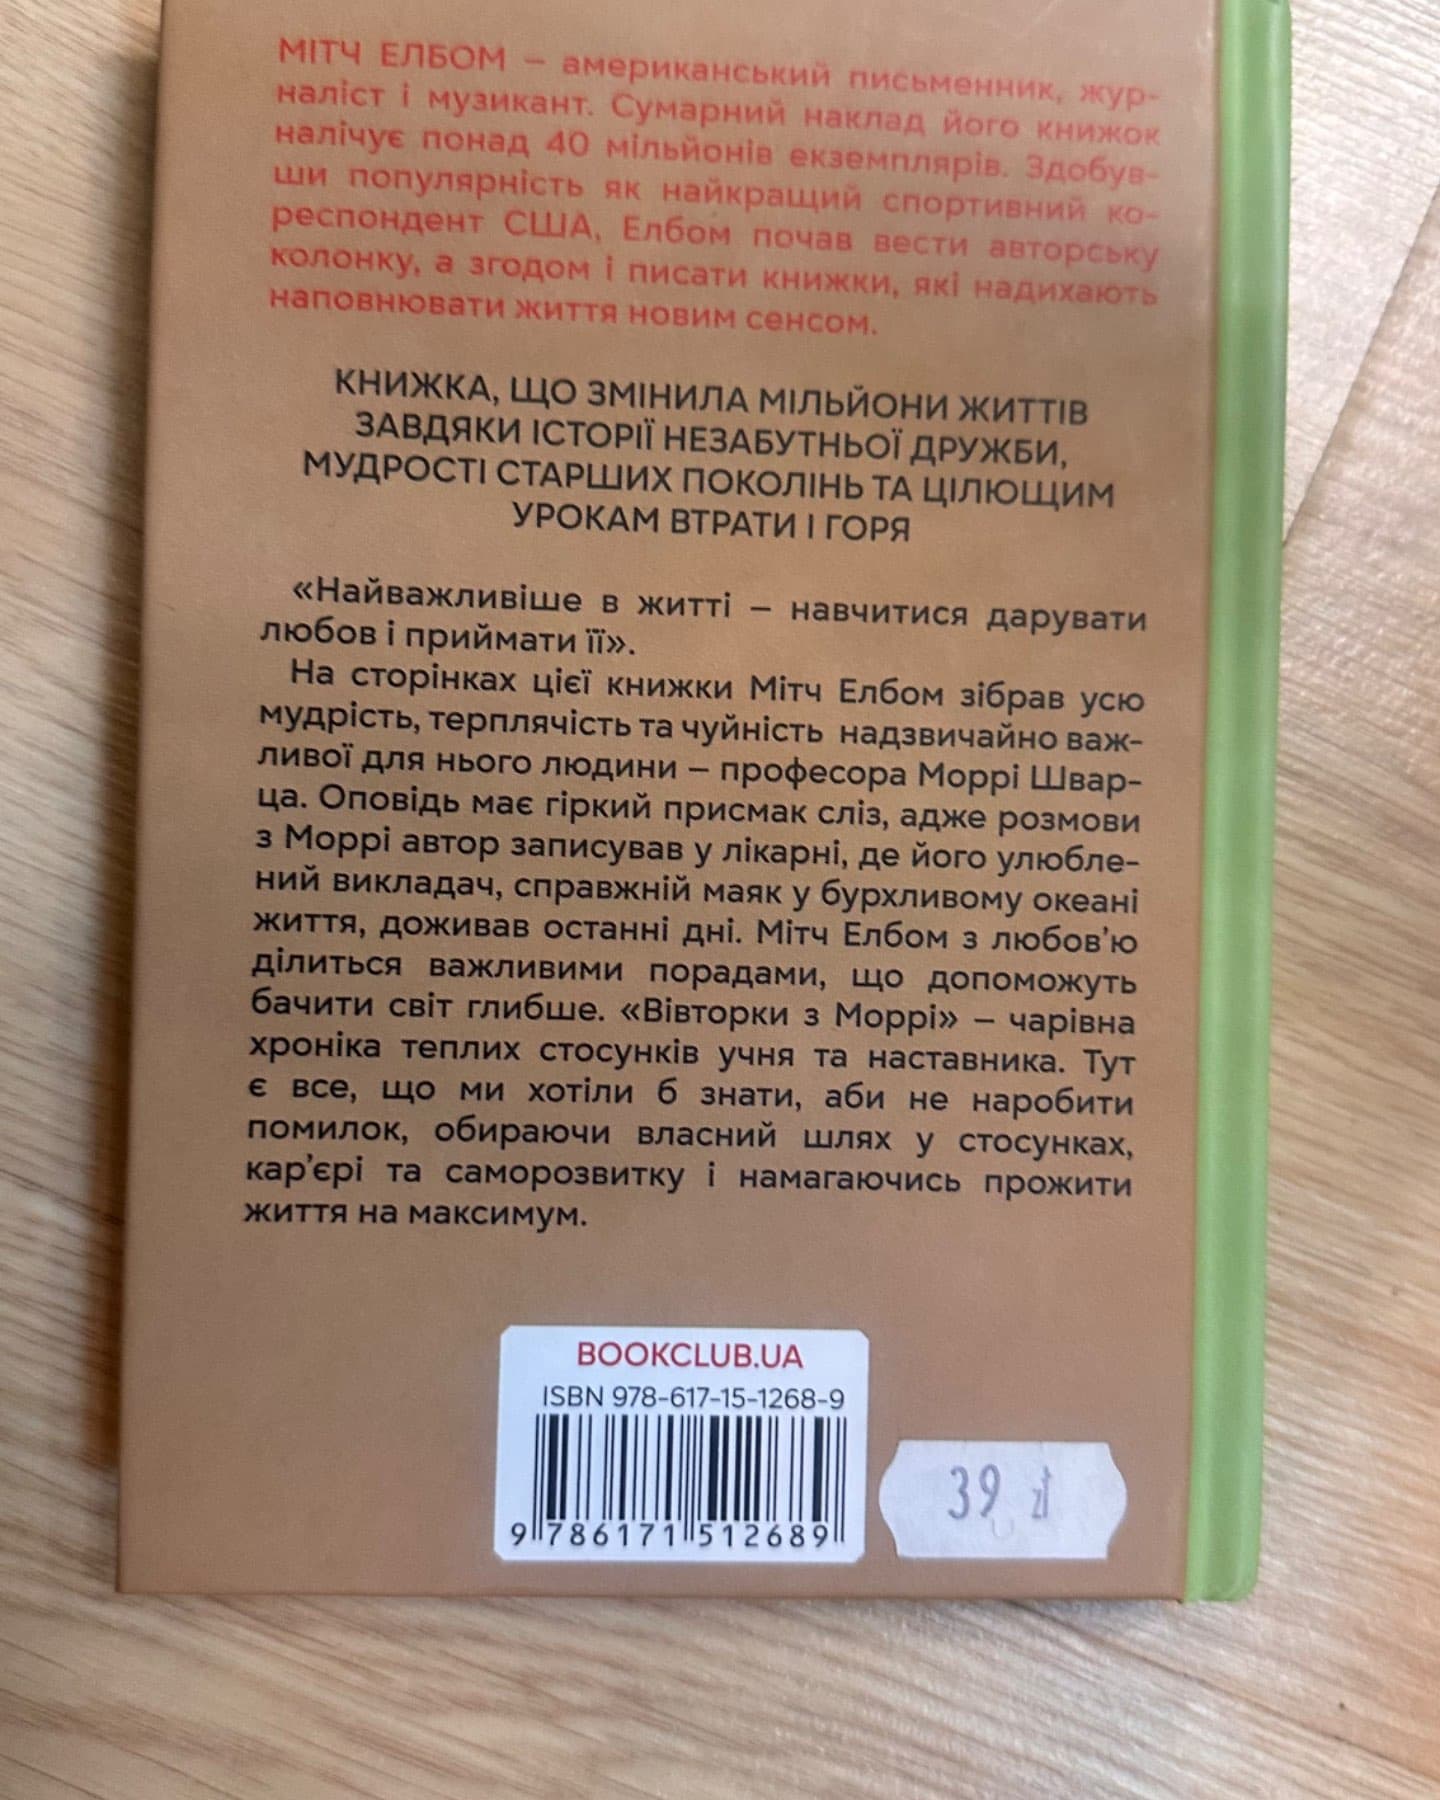 МІТЧ ЕЛБОМ – американський письменник, жур-
наліст і музикант. Сумарний наклад його книжок
налічує понад 40 мільйонів екземплярів. Здобув-
ши популярність як найкращий спортивний ко-
респондент США, Елбом почав вести авторську
колонку, а згодом і писати книжки, які надихають
наповнювати життя новим сенсом.
КНИЖКА, ЩО ЗМІНИЛА МІЛЬЙОНИ ЖИТТІВ
ЗАВДЯКИ ІСТОРІЇ НЕЗАБУТНЬОЇ ДРУЖБИ,
МУДРОСТІ СТАРШИХ ПОКОЛІНЬ ТА ЦІЛЮЩИМ
УРОКАМ ВТРАТИ І ГОРЯ
«Найважливіше в житті – навчитися дарувати
любов і приймати її».
На сторінках цієї книжки Мітч Елбом зібрав усю
мудрість, терплячість та чуйність надзвичайно важ-
ливої для нього людини – професора Моррі Швар-
ца. Оповідь має гіркий присмак сліз, адже розмови
з Моррі автор записував у лікарні, де його улюбле-
ний викладач, справжній маяк у бурхливому океані
життя, доживав останні дні. Мітч Елбом з любов’ю
ділиться важливими порадами, що допоможуть
бачити світ глибше. «Вівторки з Моррі» – чарівна
хроніка теплих стосунків учня та наставника. Тут
є все, що ми хотіли б знати, аби не наробити
помилок, обираючи власний шлях у стосунках,
кар’єрі та саморозвитку і намагаючись прожити
життя на максимум.
BOOKCLUB.UA
ISBN 978-617-15-1268-9
9 786171 512689
39 zł